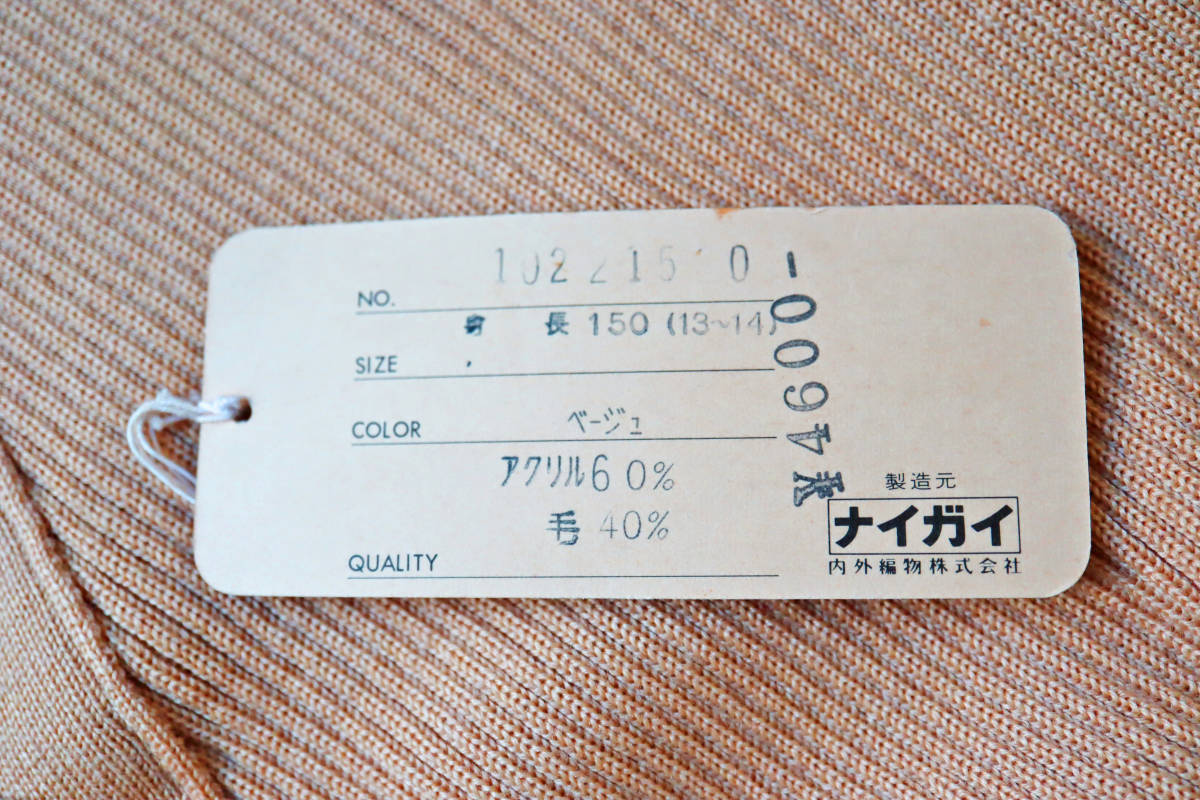 NO. 102215 0
身 長 150 (13~14)
SIZE
COLOR ベージュ
アクリル60%
毛 40%
QUALITY
¥4600-
製造元
ナイガイ
内外編物株式会社